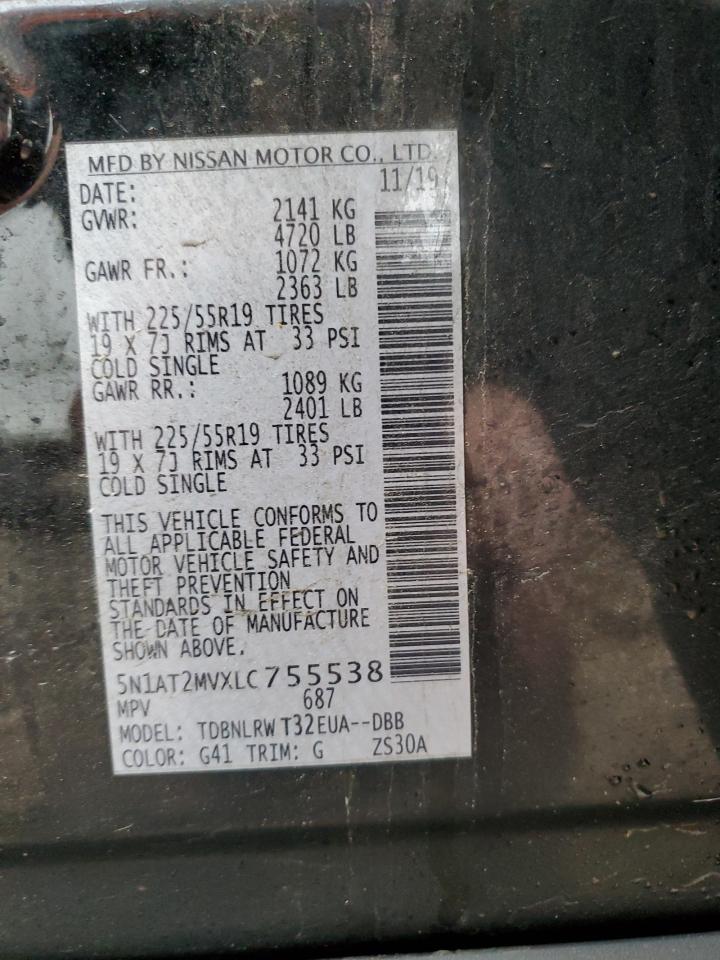 MFD BY NISSAN MOTOR CO., LTD.
DATE: 11/19
GVWR: 2141 KG
4720 LB
GAWR FR.: 1072 KG
2363 LB
WITH 225/55R19 TIRES
19 X 7J RIMS AT 33 PSI
COLD SINGLE
GAWR RR.: 1089 KG
2401 LB
WITH 225/55R19 TIRES
19 X 7J RIMS AT 33 PSI
COLD SINGLE
THIS VEHICLE CONFORMS TO
ALL APPLICABLE FEDERAL
MOTOR VEHICLE SAFETY AND
THEFT PREVENTION
STANDARDS IN EFFECT ON
THE DATE OF MANUFACTURE
SHOWN ABOVE.
5N1AT2MVXLC755538
MPV 687
MODEL: TDBNLRW T32EUA--DBB
COLOR: G41 TRIM: G ZS30A